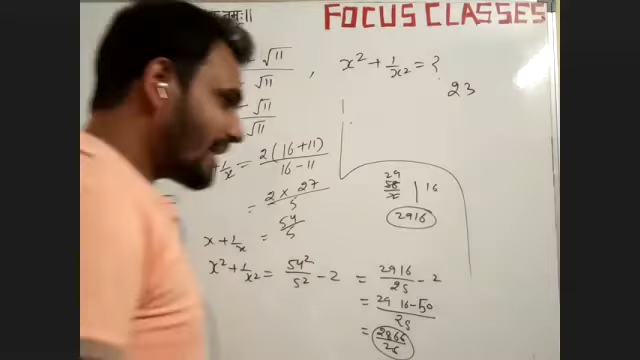 नमः॥ FOCUS CLASSES
√11
√11 , x² + 1/x² = ?
23
√11
√11
+ 1/x = 2(16+11)/16-11
= 2 × 27/5
x + 1/x = 54/5
x² + 1/x² = 54²/5² - 2 = 2916/25 - 2
= 2916-50/25
= 2866/25
29
16
2916